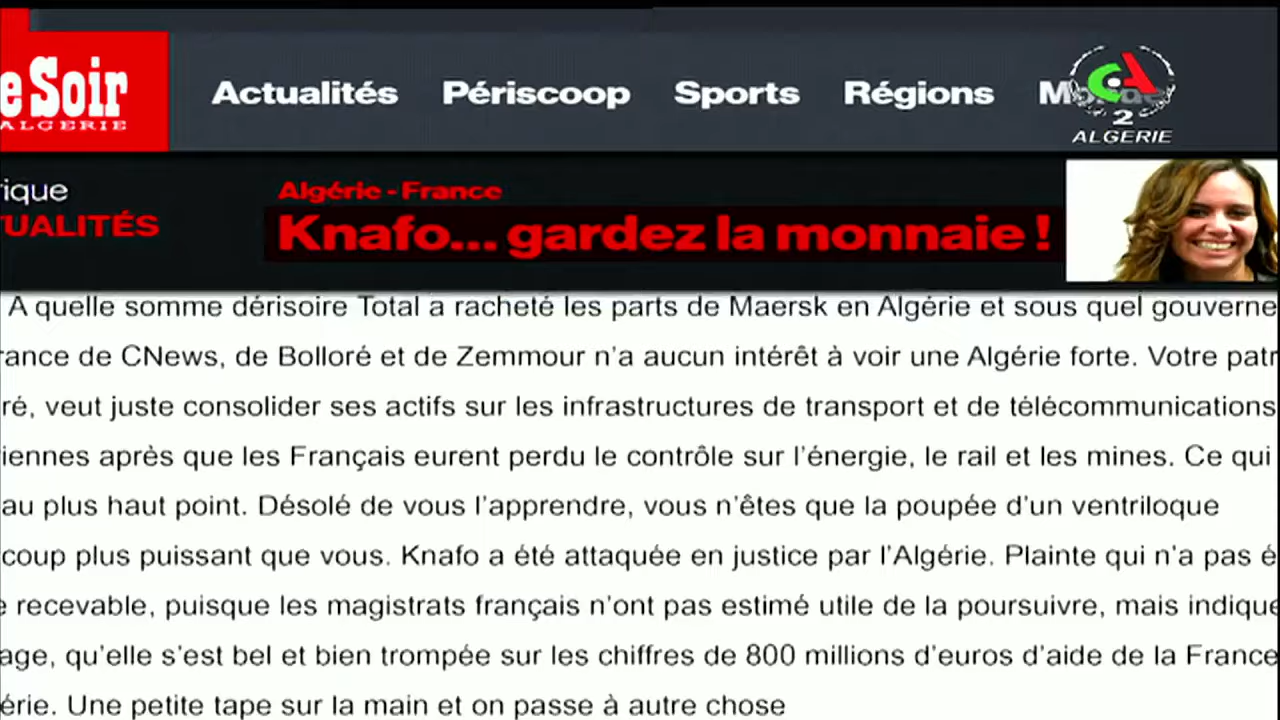 e Soir
ALGERIE
Actualités Périscoop Sports Régions
2
ALGERIE
rique
TUALITÉS
Algérie - France
Knafo... gardez la monnaie !
A quelle somme dérisoire Total a racheté les parts de Maersk en Algérie et sous quel gouverne
rance de CNews, de Bolloré et de Zemmour n'a aucun intérêt à voir une Algérie forte. Votre patr
ré, veut juste consolider ses actifs sur les infrastructures de transport et de télécommunications
iennes après que les Français eurent perdu le contrôle sur l'énergie, le rail et les mines. Ce qui
au plus haut point. Désolé de vous l'apprendre, vous n'êtes que la poupée d'un ventriloque
coup plus puissant que vous. Knafo a été attaquée en justice par l'Algérie. Plainte qui n'a pas é
e recevable, puisque les magistrats français n'ont pas estimé utile de la poursuivre, mais indique
age, qu'elle s'est bel et bien trompée sur les chiffres de 800 millions d'euros d'aide de la France
érie. Une petite tape sur la main et on passe à autre chose